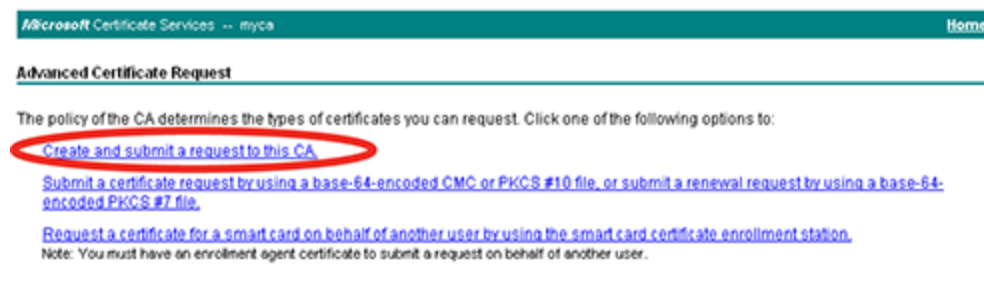 Microsoft Certificate Services -- myca
Home
Advanced Certificate Request
The policy of the CA determines the types of certificates you can request. Click one of the following options to:
Create and submit a request to this CA.
Submit a certificate request by using a base-64-encoded CMC or PKCS #10 file, or submit a renewal request by using a base-64-
encoded PKCS #7 file.
Request a certificate for a smart card on behalf of another user by using the smart card certificate enrollment station.
Note: You must have an enrollment agent certificate to submit a request on behalf of another user.